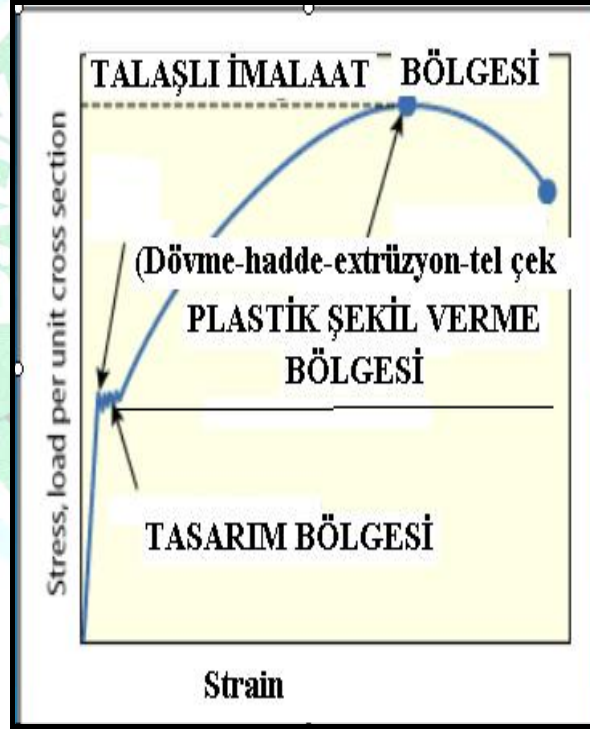 TALAŞLI İMALAAT BÖLGESİ
Stress, load per unit cross section
(Dövme-hadde-extrüzyon-tel çek
PLASTİK ŞEKİL VERME
BÖLGESİ
TASARIM BÖLGESİ
Strain